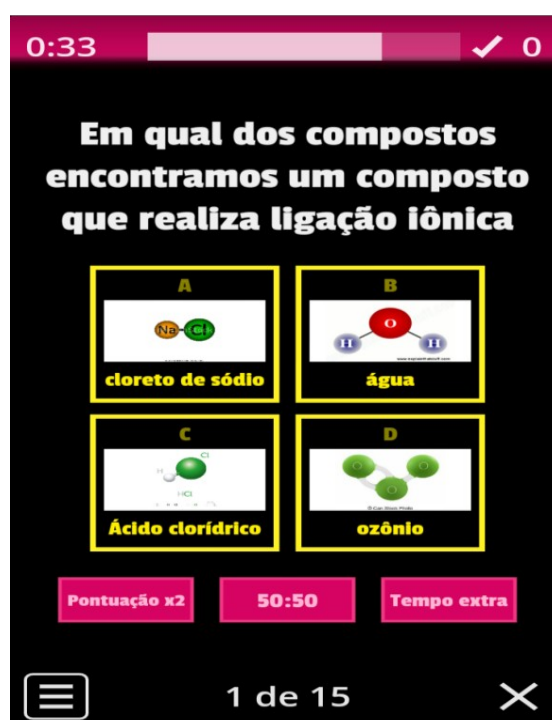 0:33 ✓ 0
Em qual dos compostos
encontramos um composto
que realiza ligação iônica
A
Na Cl
cloreto de sódio
B
O
H H
água
C
Cl
H
HCl
Ácido clorídrico
D
ozônio
Pontuação x2 50:50 Tempo extra
1 de 15